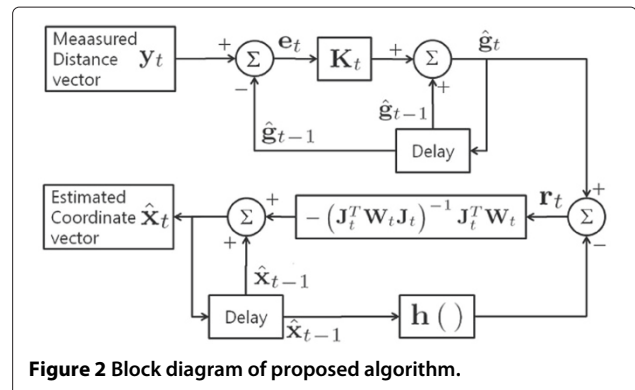 Meaasured
Distance y_t
vector
+
Σ
−
e_t
K_t
+
Σ
+
ĝ_t
ĝ_{t−1}
ĝ_{t−1}
Delay
Estimated
Coordinate x̂_t
vector
Σ
+
+
− (J_t^T W_t J_t)^{−1} J_t^T W_t
r_t
+
Σ
−
x̂_{t−1}
Delay
x̂_{t−1}
h ( )
Figure 2 Block diagram of proposed algorithm.